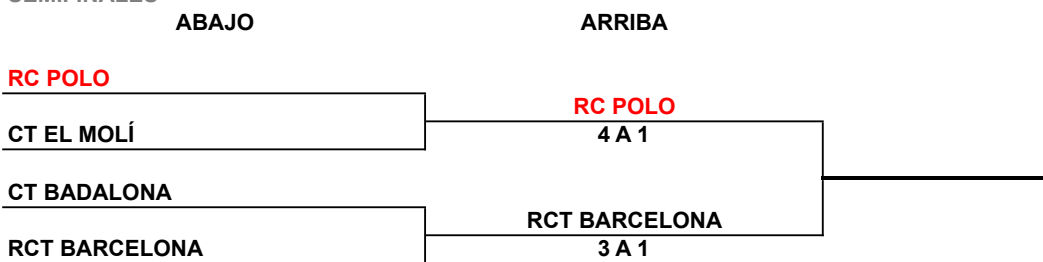 ABAJO ARRIBA
RC POLO
RC POLO
CT EL MOLÍ 4 A 1
CT BADALONA
RCT BARCELONA
RCT BARCELONA 3 A 1